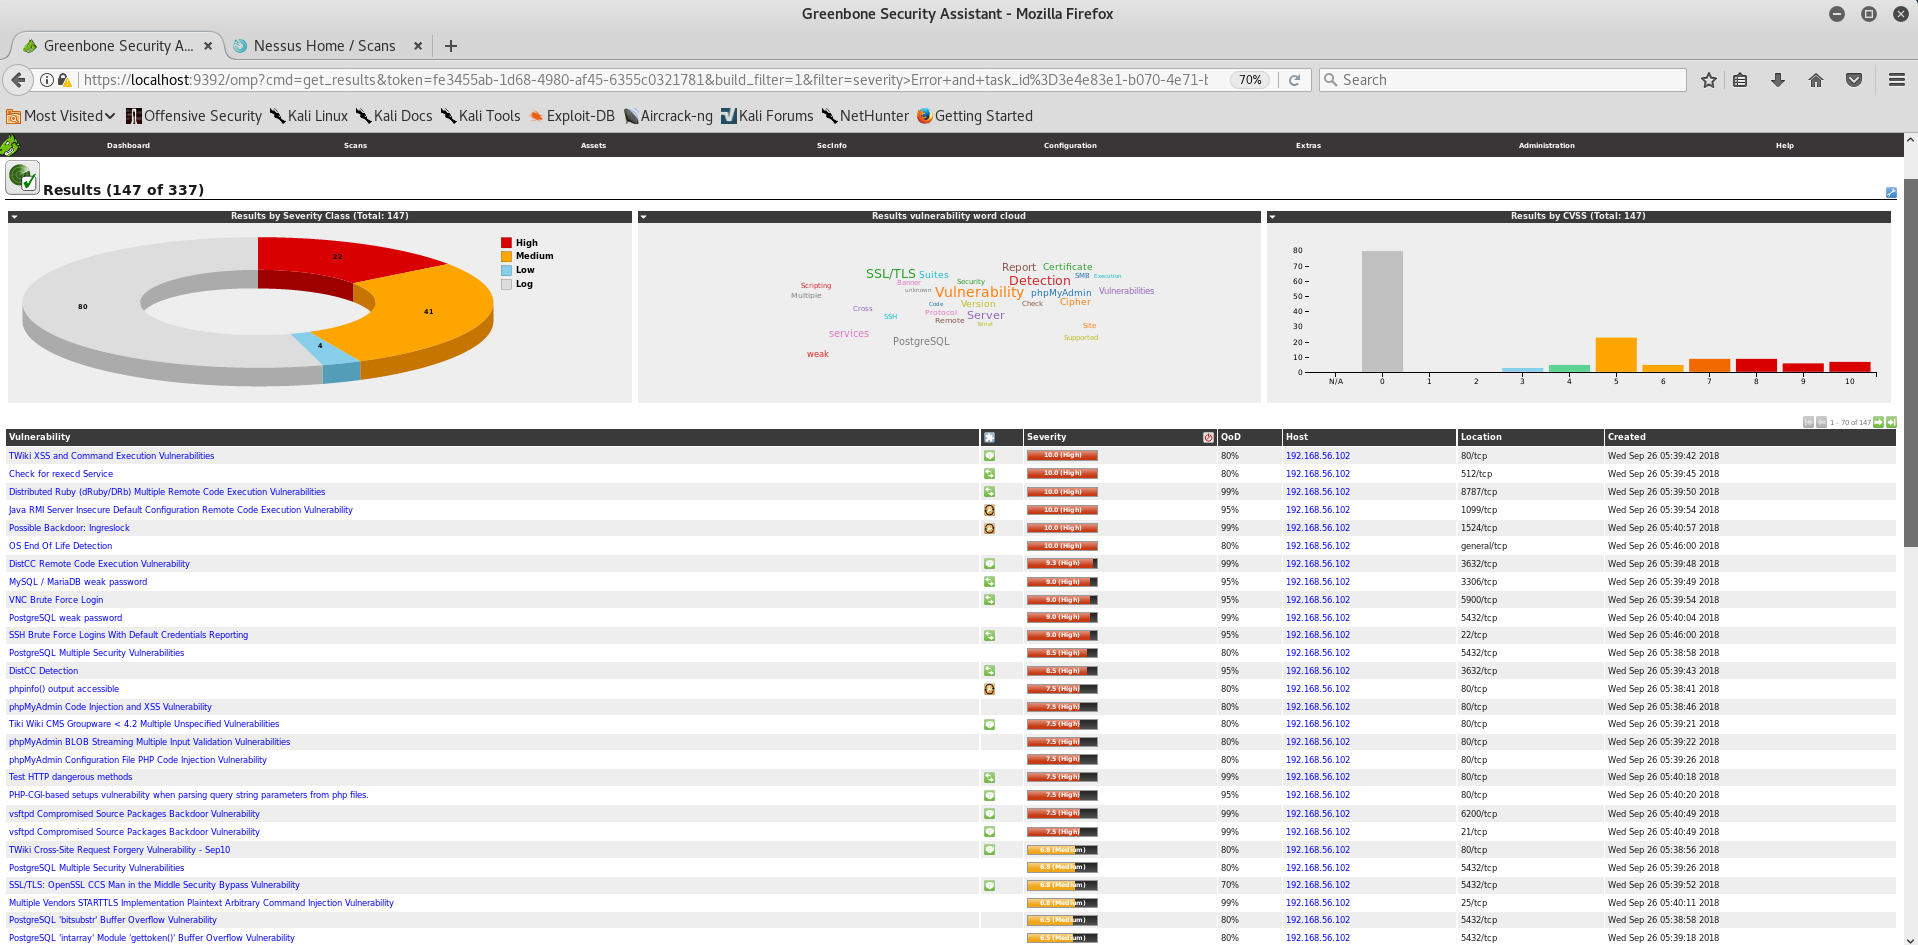 Greenbone Security Assistant - Mozilla Firefox
Greenbone Security A...
Nessus Home / Scans
https://localhost:9392/omp?cmd=get_results&token=fe3455ab-1d68-4980-af45-6355c0321781&build_filter=1&filter=severity>Error+and+task_id%3D3e4e83e1-b070-4e71-b
70%
Search
Most Visited
Offensive Security
Kali Linux
Kali Docs
Kali Tools
Exploit-DB
Aircrack-ng
Kali Forums
NetHunter
Getting Started
Dashboard Scans Assets SecInfo Configuration Extras Administration Help
Results (147 of 337)
Results by Severity Class (Total: 147)
22
41
4
80
High
Medium
Low
Log
Results vulnerability word cloud
Report Certificate
SSL/TLS Suites
Detection SMB Execution
Scripting Banner Security
Multiple unknown Vulnerability phpMyAdmin Vulnerabilities
Cross Code Version Check Cipher
SSH Protocol Server
Remote Telnet Site
services
PostgreSQL Supported
weak
Results by CVSS (Total: 147)
80
70
60
50
40
30
20
10
0
N/A 0 1 2 3 4 5 6 7 8 9 10
1 - 70 of 147
Vulnerability Severity QoD Host Location Created
TWiki XSS and Command Execution Vulnerabilities 10.0 (High) 80% 192.168.56.102 80/tcp Wed Sep 26 05:39:42 2018
Check for rexecd Service 10.0 (High) 80% 192.168.56.102 512/tcp Wed Sep 26 05:39:45 2018
Distributed Ruby (dRuby/DRb) Multiple Remote Code Execution Vulnerabilities 10.0 (High) 99% 192.168.56.102 8787/tcp Wed Sep 26 05:39:50 2018
Java RMI Server Insecure Default Configuration Remote Code Execution Vulnerability 10.0 (High) 95% 192.168.56.102 1099/tcp Wed Sep 26 05:39:54 2018
Possible Backdoor: Ingreslock 10.0 (High) 99% 192.168.56.102 1524/tcp Wed Sep 26 05:40:57 2018
OS End Of Life Detection 10.0 (High) 80% 192.168.56.102 general/tcp Wed Sep 26 05:46:00 2018
DistCC Remote Code Execution Vulnerability 9.3 (High) 99% 192.168.56.102 3632/tcp Wed Sep 26 05:39:48 2018
MySQL / MariaDB weak password 9.0 (High) 95% 192.168.56.102 3306/tcp Wed Sep 26 05:39:49 2018
VNC Brute Force Login 9.0 (High) 95% 192.168.56.102 5900/tcp Wed Sep 26 05:39:54 2018
PostgreSQL weak password 9.0 (High) 99% 192.168.56.102 5432/tcp Wed Sep 26 05:40:04 2018
SSH Brute Force Logins With Default Credentials Reporting 9.0 (High) 95% 192.168.56.102 22/tcp Wed Sep 26 05:46:00 2018
PostgreSQL Multiple Security Vulnerabilities 8.5 (High) 80% 192.168.56.102 5432/tcp Wed Sep 26 05:38:58 2018
DistCC Detection 8.5 (High) 95% 192.168.56.102 3632/tcp Wed Sep 26 05:39:43 2018
phpinfo() output accessible 7.5 (High) 80% 192.168.56.102 80/tcp Wed Sep 26 05:38:41 2018
phpMyAdmin Code Injection and XSS Vulnerability 7.5 (High) 80% 192.168.56.102 80/tcp Wed Sep 26 05:38:46 2018
Tiki Wiki CMS Groupware < 4.2 Multiple Unspecified Vulnerabilities 7.5 (High) 80% 192.168.56.102 80/tcp Wed Sep 26 05:39:21 2018
phpMyAdmin BLOB Streaming Multiple Input Validation Vulnerabilities 7.5 (High) 80% 192.168.56.102 80/tcp Wed Sep 26 05:39:22 2018
phpMyAdmin Configuration File PHP Code Injection Vulnerability 7.5 (High) 80% 192.168.56.102 80/tcp Wed Sep 26 05:39:26 2018
Test HTTP dangerous methods 7.5 (High) 99% 192.168.56.102 80/tcp Wed Sep 26 05:40:18 2018
PHP-CGI-based setups vulnerability when parsing query string parameters from php files. 7.5 (High) 95% 192.168.56.102 80/tcp Wed Sep 26 05:40:20 2018
vsftpd Compromised Source Packages Backdoor Vulnerability 7.5 (High) 99% 192.168.56.102 6200/tcp Wed Sep 26 05:40:49 2018
vsftpd Compromised Source Packages Backdoor Vulnerability 7.5 (High) 99% 192.168.56.102 21/tcp Wed Sep 26 05:40:49 2018
TWiki Cross-Site Request Forgery Vulnerability - Sep10 6.8 (Medium) 80% 192.168.56.102 80/tcp Wed Sep 26 05:38:56 2018
PostgreSQL Multiple Security Vulnerabilities 6.8 (Medium) 80% 192.168.56.102 5432/tcp Wed Sep 26 05:39:26 2018
SSL/TLS: OpenSSL CCS Man in the Middle Security Bypass Vulnerability 6.8 (Medium) 70% 192.168.56.102 5432/tcp Wed Sep 26 05:39:52 2018
Multiple Vendors STARTTLS Implementation Plaintext Arbitrary Command Injection Vulnerability 6.8 (Medium) 99% 192.168.56.102 25/tcp Wed Sep 26 05:40:11 2018
PostgreSQL 'bitsubstr' Buffer Overflow Vulnerability 6.5 (Medium) 80% 192.168.56.102 5432/tcp Wed Sep 26 05:38:58 2018
PostgreSQL 'intarray' Module 'gettoken()' Buffer Overflow Vulnerability 6.5 (Medium) 80% 192.168.56.102 5432/tcp Wed Sep 26 05:39:18 2018